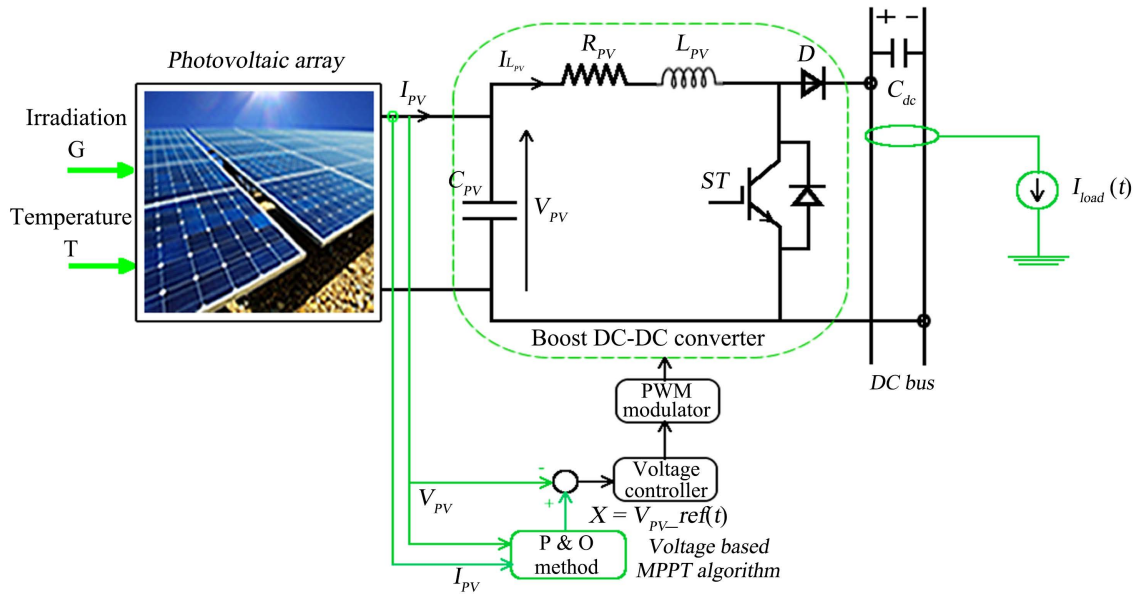 Photovoltaic array
Irradiation
G
Temperature
T
I_PV
I_L_PV
R_PV
L_PV
D
+ -
C_dc
C_PV
V_PV
ST
I_load (t)
Boost DC-DC converter
DC bus
PWM
modulator
Voltage
controller
-
+
V_PV
X = V_PV_ref(t)
P & O
method
Voltage based
MPPT algorithm
I_PV